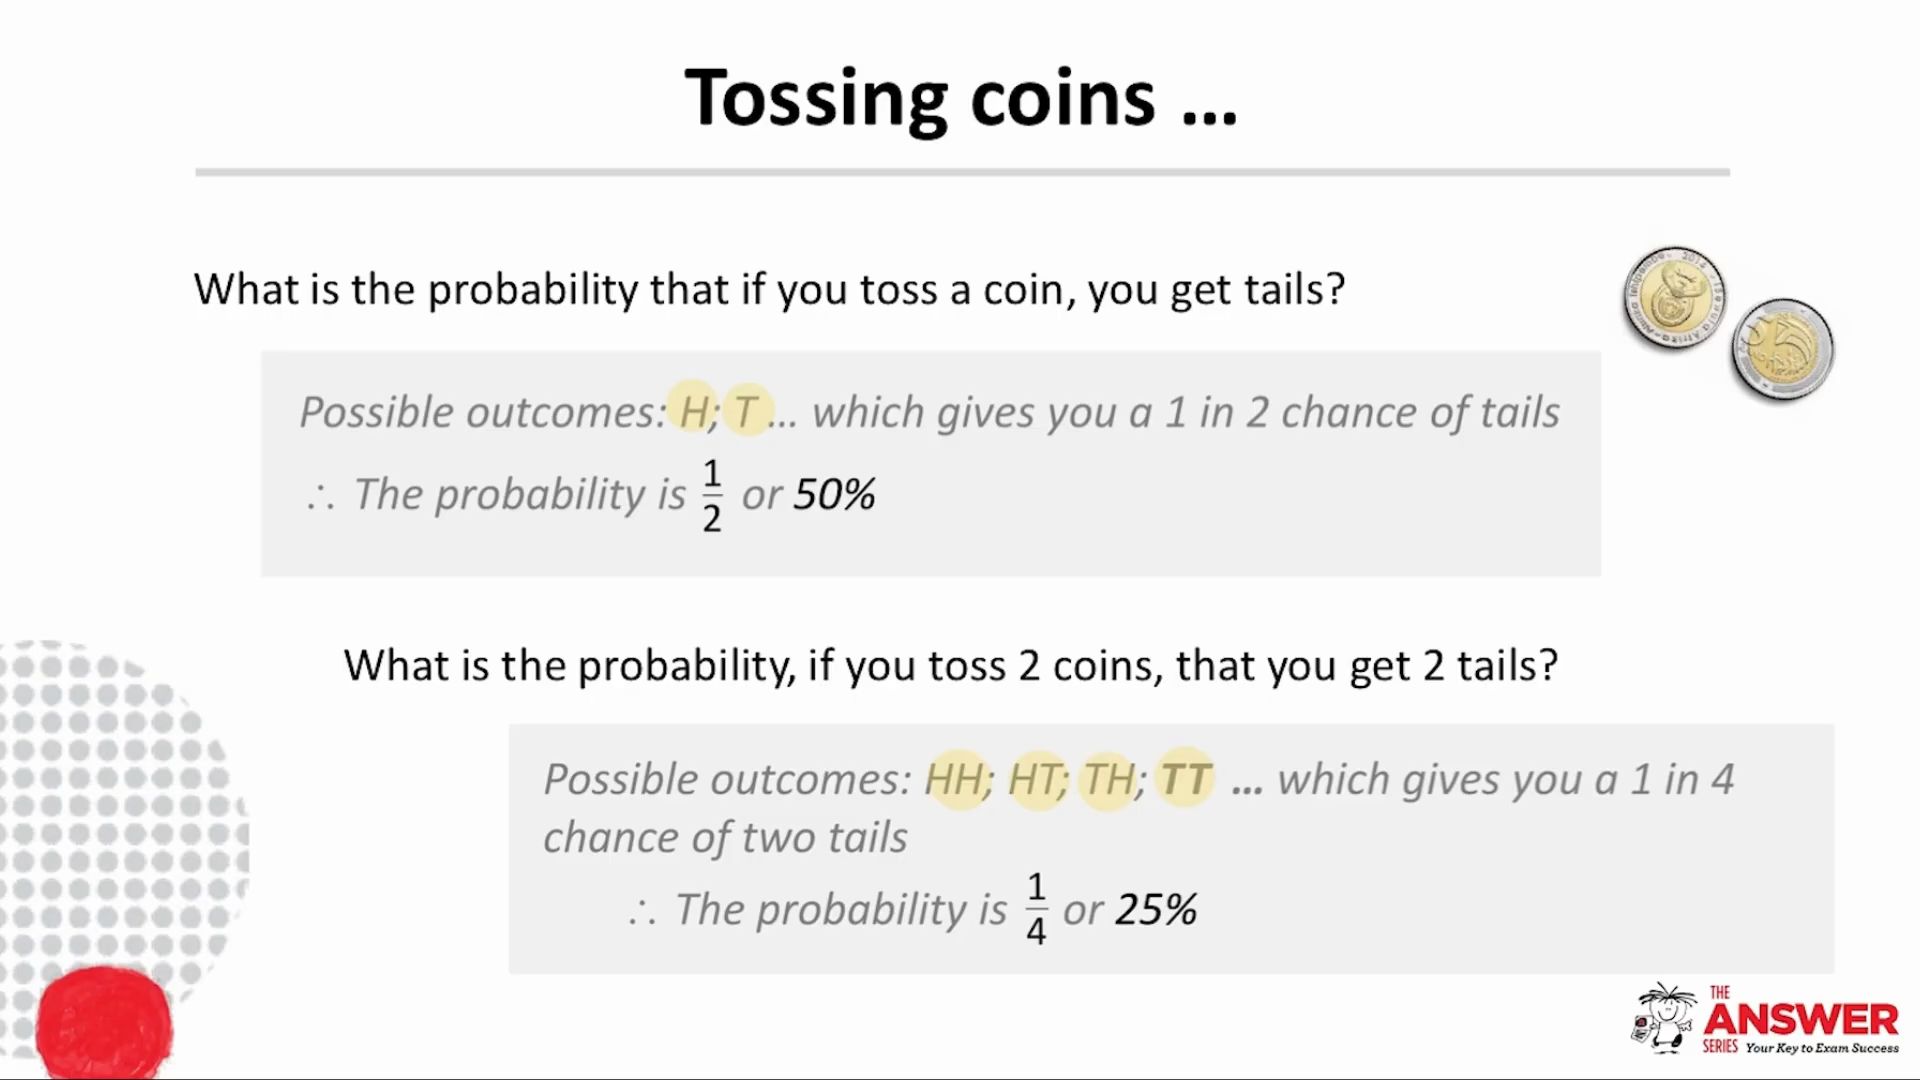 Tossing coins ...
What is the probability that if you toss a coin, you get tails?
Possible outcomes: H; T ... which gives you a 1 in 2 chance of tails
∴ The probability is 1/2 or 50%
What is the probability, if you toss 2 coins, that you get 2 tails?
Possible outcomes: HH; HT; TH; TT ... which gives you a 1 in 4
chance of two tails
∴ The probability is 1/4 or 25%
THE
ANSWER
SERIES Your Key to Exam Success